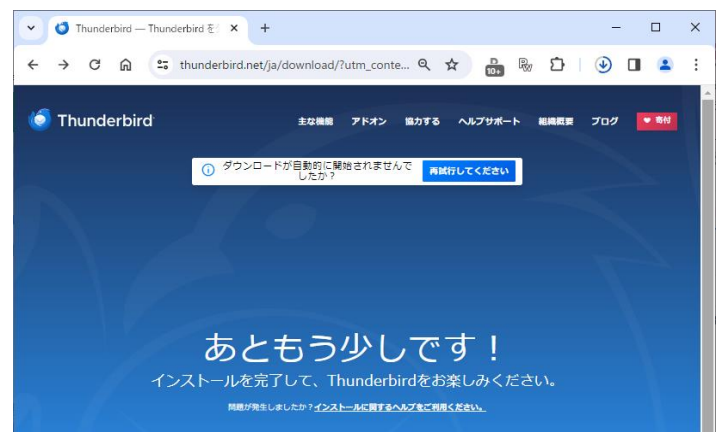 Thunderbird — Thunderbird を
thunderbird.net/ja/download/?utm_conte...
10+
Thunderbird
主な機能 アドオン 協力する ヘルプサポート 組織概要 ブログ 寄付
ダウンロードが自動的に開始されませんで
したか？
再試行してください
あともう少しです！
インストールを完了して、Thunderbirdをお楽しみください。
問題が発生しましたか？インストールに関するヘルプをご利用ください。